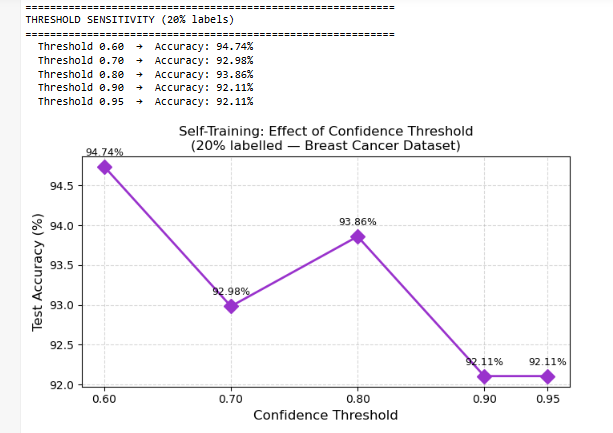 ============================================================
THRESHOLD SENSITIVITY (20% labels)
============================================================
Threshold 0.60 → Accuracy: 94.74%
Threshold 0.70 → Accuracy: 92.98%
Threshold 0.80 → Accuracy: 93.86%
Threshold 0.90 → Accuracy: 92.11%
Threshold 0.95 → Accuracy: 92.11%
Self-Training: Effect of Confidence Threshold
(20% labelled — Breast Cancer Dataset)
94.74%
94.5
94.0
93.86%
93.5
92.98%
93.0
92.5
92.11%
92.11%
92.0
Test Accuracy (%)
0.60
0.70
0.80
0.90
0.95
Confidence Threshold